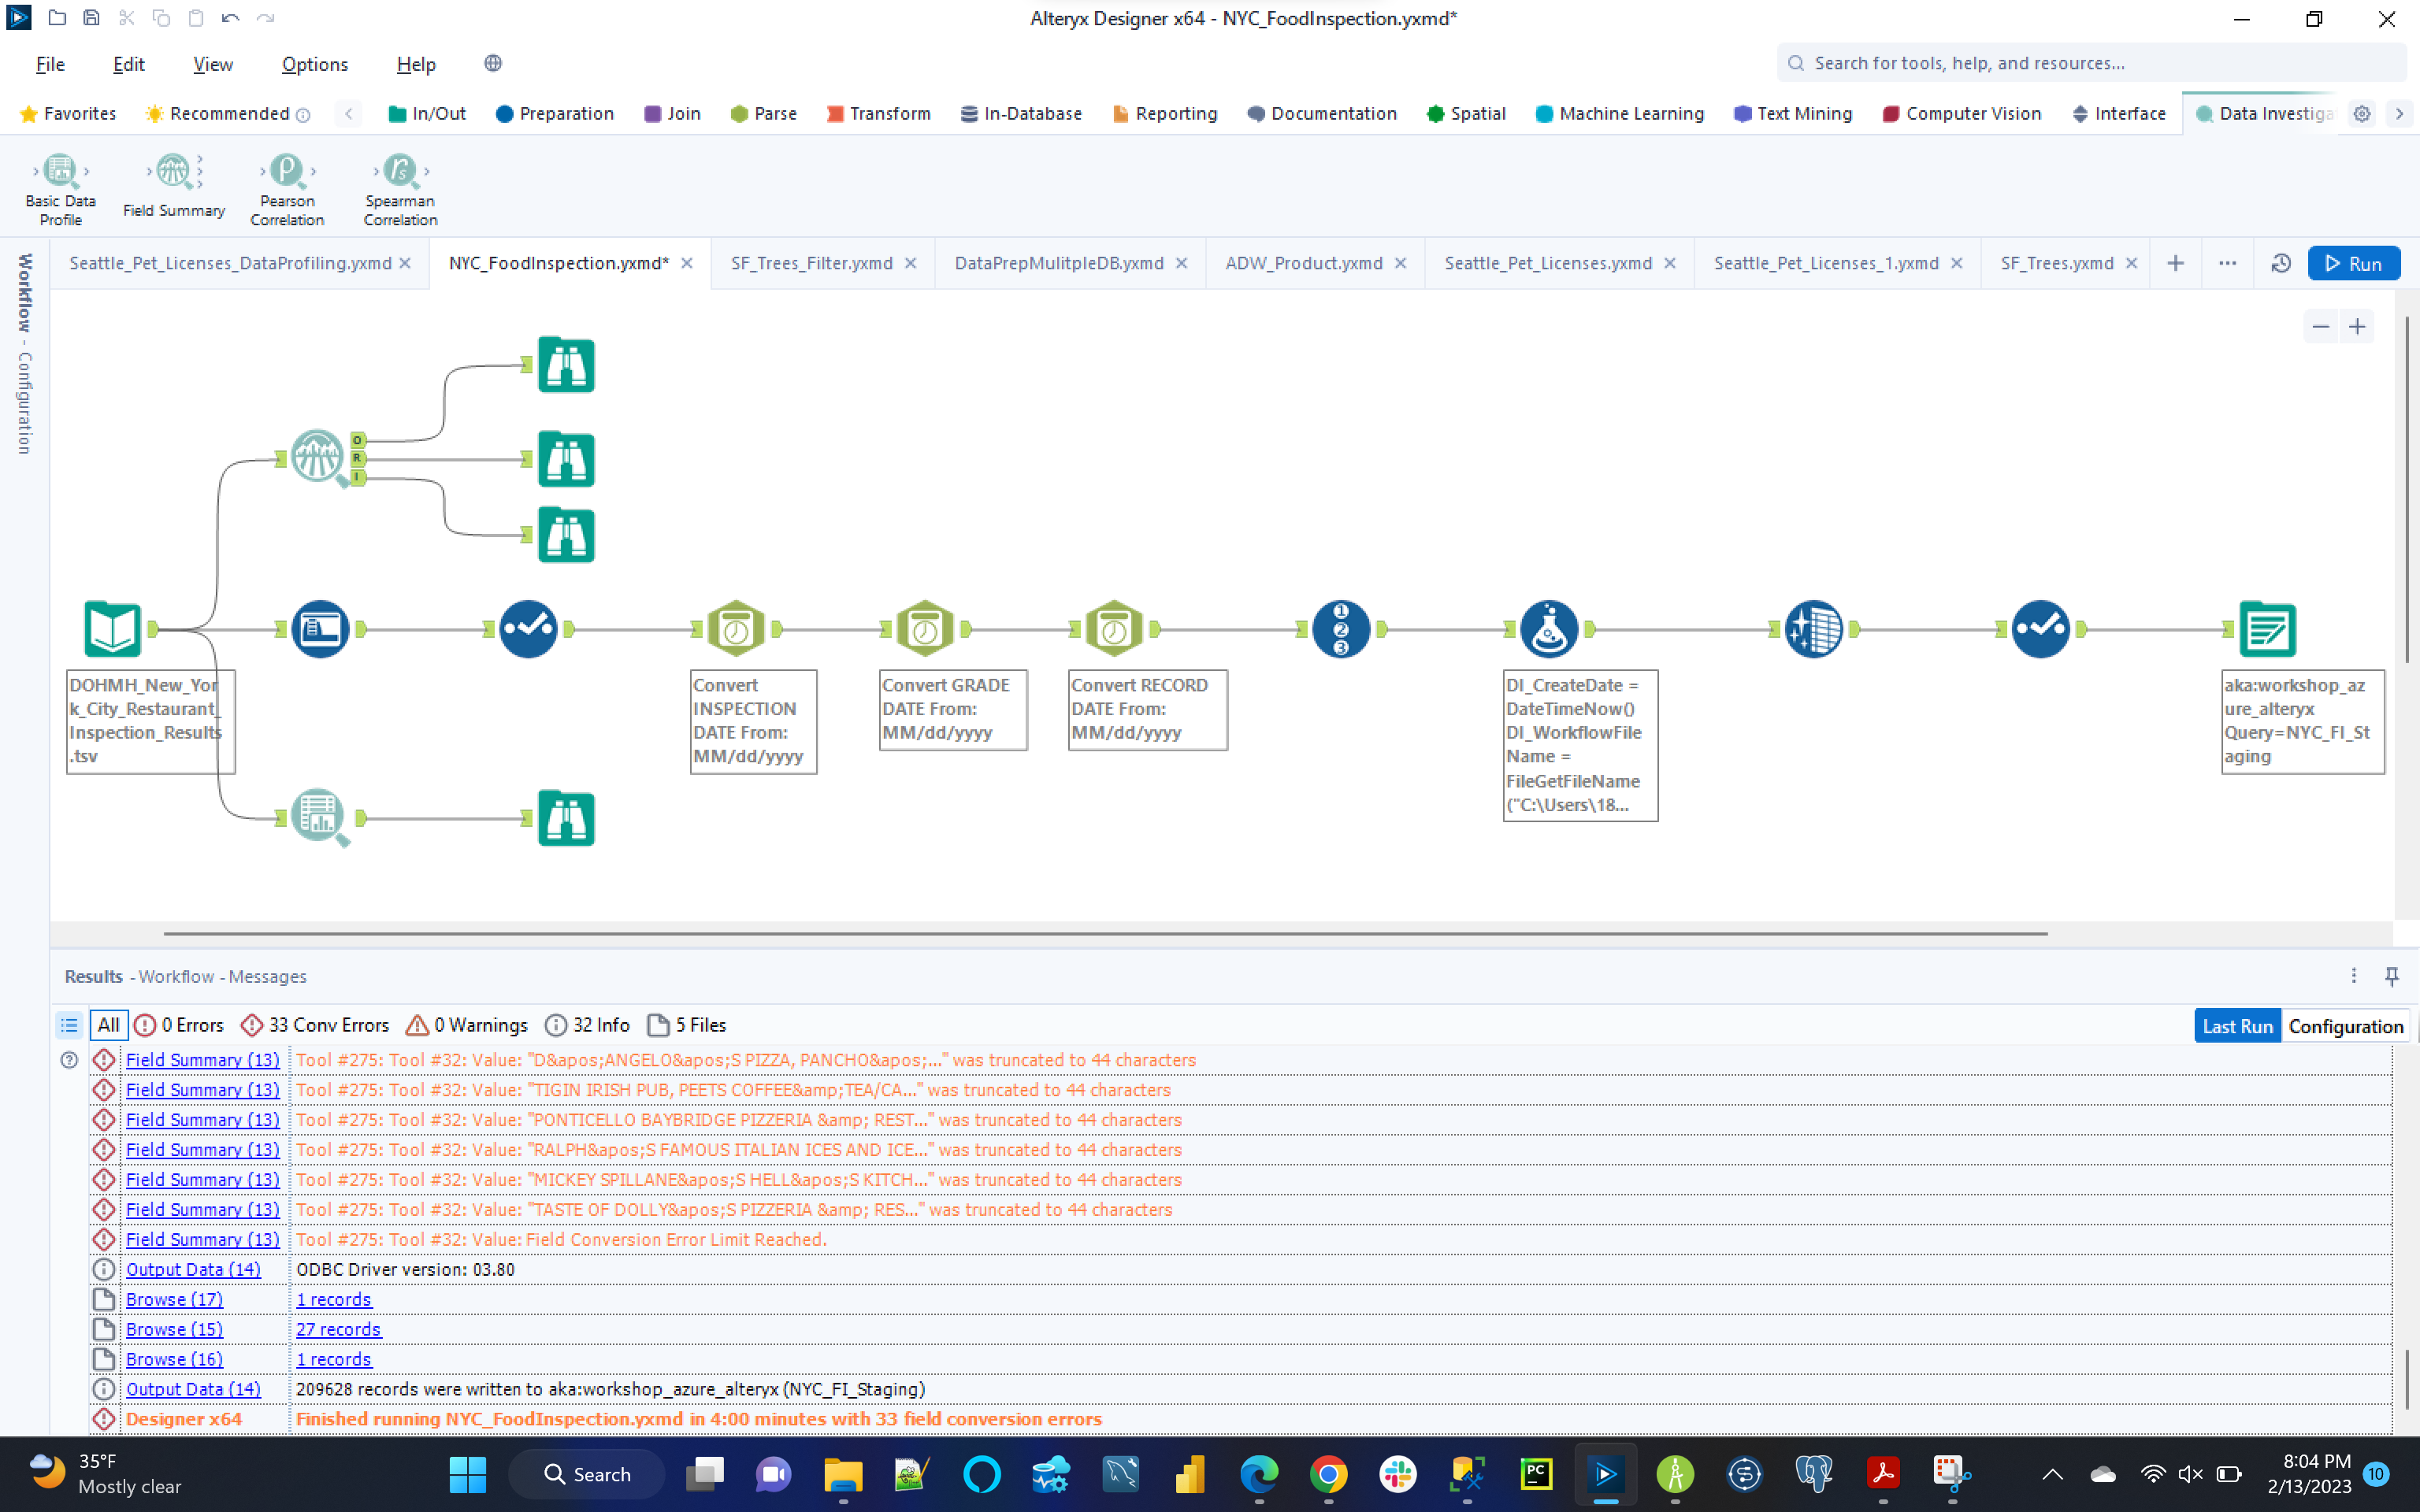 Alteryx Designer x64 - NYC_FoodInspection.yxmd*
File Edit View Options Help
Search for tools, help, and resources...
Favorites Recommended In/Out Preparation Join Parse Transform In-Database Reporting Documentation Spatial Machine Learning Text Mining Computer Vision Interface Data Investiga
Basic Data Profile
Field Summary
Pearson Correlation
Spearman Correlation
Workflow - Configuration
Seattle_Pet_Licenses_DataProfiling.yxmd NYC_FoodInspection.yxmd* SF_Trees_Filter.yxmd DataPrepMulitpleDB.yxmd ADW_Product.yxmd Seattle_Pet_Licenses.yxmd Seattle_Pet_Licenses_1.yxmd SF_Trees.yxmd Run
O
R
I
1
2
3
DOHMH_New_Yor
k_City_Restaurant_
Inspection_Results
.tsv
Convert
INSPECTION
DATE From:
MM/dd/yyyy
Convert GRADE
DATE From:
MM/dd/yyyy
Convert RECORD
DATE From:
MM/dd/yyyy
DI_CreateDate =
DateTimeNow()
DI_WorkflowFile
Name =
FileGetFileName
("C:\Users\18...
aka:workshop_az
ure_alteryx
Query=NYC_FI_St
aging
Results - Workflow - Messages
All 0 Errors 33 Conv Errors 0 Warnings 32 Info 5 Files Last Run Configuration
Field Summary (13) Tool #275: Tool #32: Value: "D&apos;ANGELO&apos;S PIZZA, PANCHO&apos;..." was truncated to 44 characters
Field Summary (13) Tool #275: Tool #32: Value: "TIGIN IRISH PUB, PEETS COFFEE&amp;TEA/CA..." was truncated to 44 characters
Field Summary (13) Tool #275: Tool #32: Value: "PONTICELLO BAYBRIDGE PIZZERIA &amp; REST..." was truncated to 44 characters
Field Summary (13) Tool #275: Tool #32: Value: "RALPH&apos;S FAMOUS ITALIAN ICES AND ICE..." was truncated to 44 characters
Field Summary (13) Tool #275: Tool #32: Value: "MICKEY SPILLANE&apos;S HELL&apos;S KITCH..." was truncated to 44 characters
Field Summary (13) Tool #275: Tool #32: Value: "TASTE OF DOLLY&apos;S PIZZERIA &amp; RES..." was truncated to 44 characters
Field Summary (13) Tool #275: Tool #32: Value: Field Conversion Error Limit Reached.
Output Data (14) ODBC Driver version: 03.80
Browse (17) 1 records
Browse (15) 27 records
Browse (16) 1 records
Output Data (14) 209628 records were written to aka:workshop_azure_alteryx (NYC_FI_Staging)
Designer x64 Finished running NYC_FoodInspection.yxmd in 4:00 minutes with 33 field conversion errors
35°F
Mostly clear
Search
PC
8:04 PM
2/13/2023
10